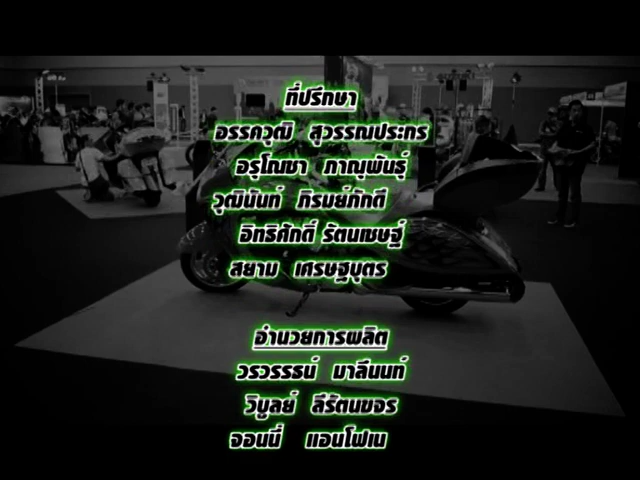 ที่ปรึกษา
อรรควุฒิ สุวรรณประกร
อรุโณชา ภาณุพันธุ์
วุฒินันท์ ภิรมย์ภักดี
อิทธิศักดิ์ รัตนเชษฐ์
สยาม เศรษฐบุตร
อำนวยการผลิต
วรวรรธน์ มาลีนนท์
วิบูลย์ ลีรัตนขจร
จอนนี่ แอนโฟเน